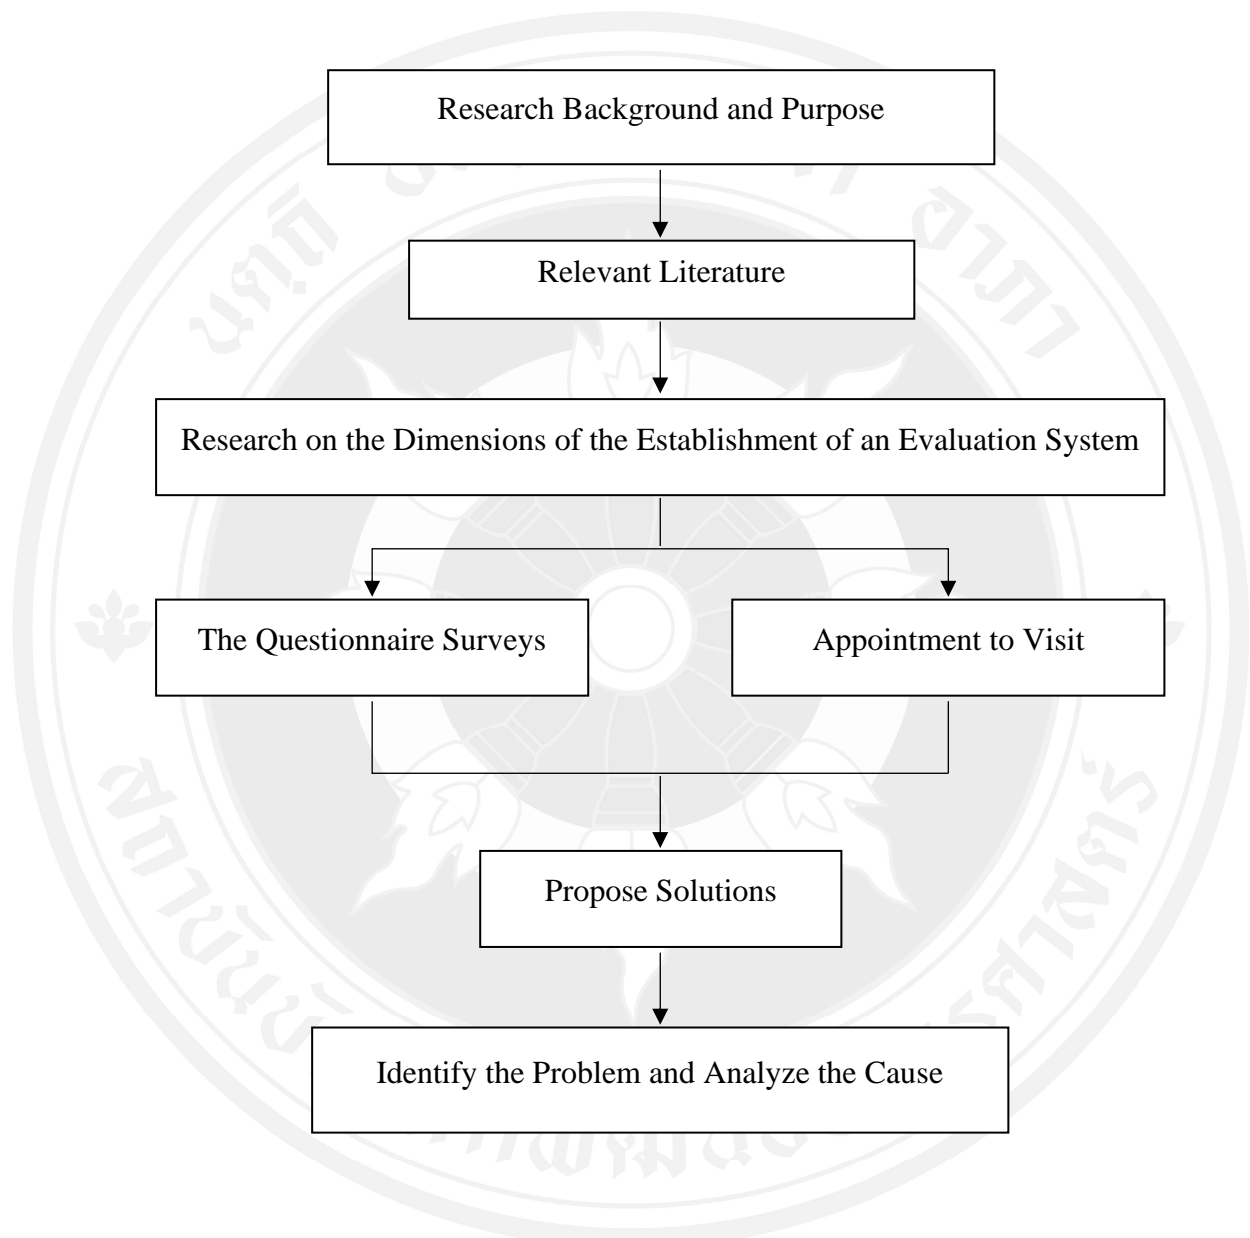 Research Background and Purpose
Relevant Literature
Research on the Dimensions of the Establishment of an Evaluation System
The Questionnaire Surveys
Appointment to Visit
Propose Solutions
Identify the Problem and Analyze the Cause